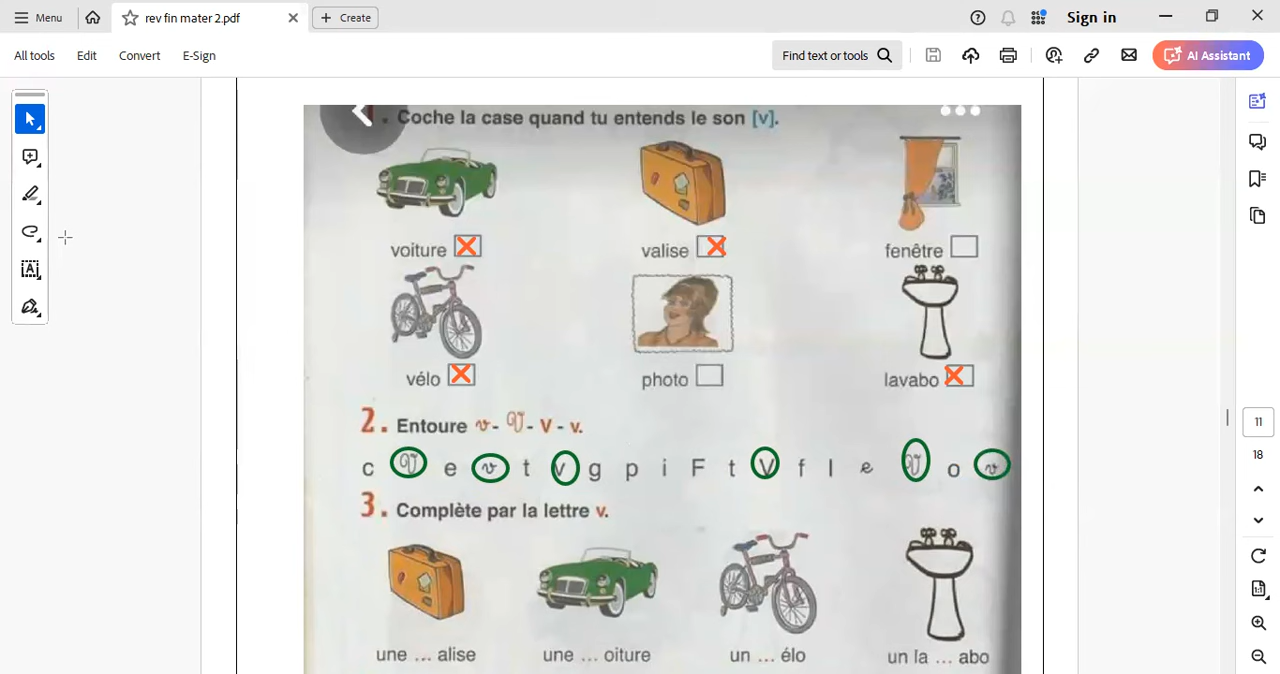 Menu rev fin mater 2.pdf Create Sign in
All tools Edit Convert E-Sign Find text or tools AI Assistant
. Coche la case quand tu entends le son [v].
voiture valise fenêtre
vélo photo lavabo
2. Entoure v - V - V - v.
c V e v t v g p i F t V f l e V o v
3. Complète par la lettre v.
une ... alise une ... oiture un ... élo un la ... abo
11
18